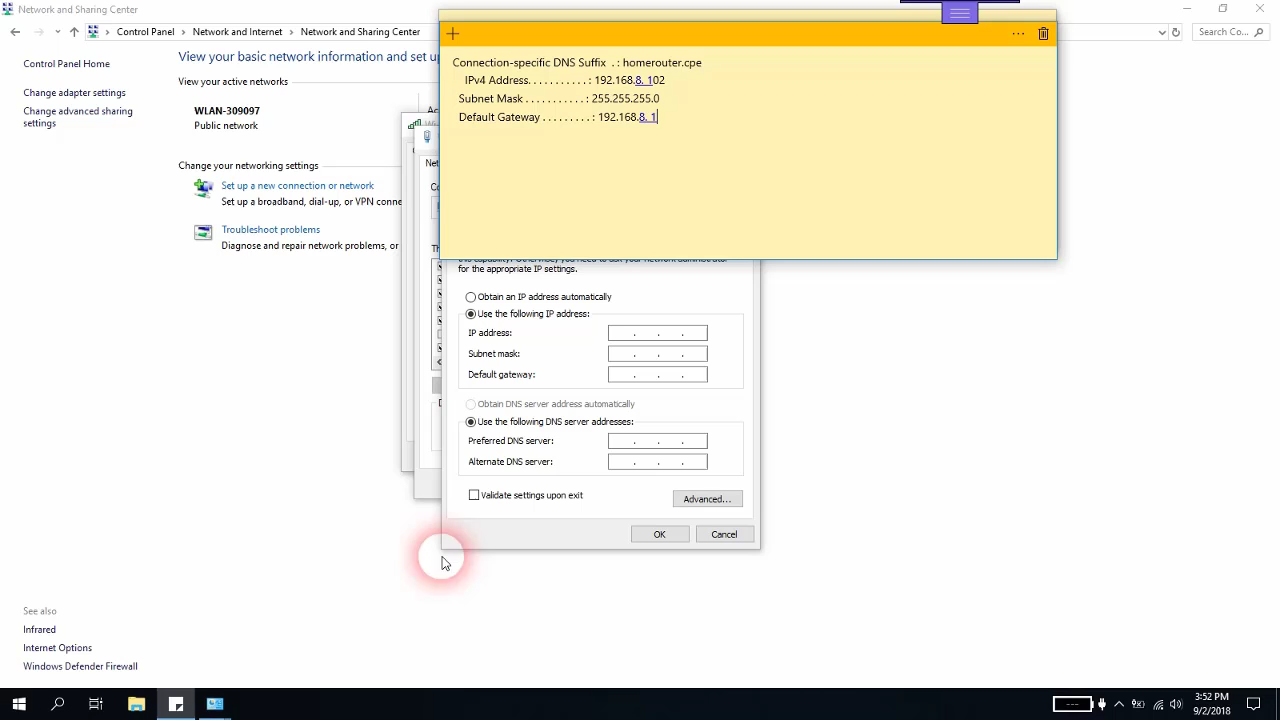 Network and Sharing Center
Control Panel
Network and Internet
Network and Sharing Center
Search Co...
Control Panel Home
Change adapter settings
Change advanced sharing
settings
View your basic network information and set up
View your active networks
WLAN-309097
Public network
Change your networking settings
Set up a new connection or network
Set up a broadband, dial-up, or VPN conne
Troubleshoot problems
Diagnose and repair network problems, or
Connection-specific DNS Suffix . : homerouter.cpe
IPv4 Address. . . . . . . . . . . : 192.168.8. 102
Subnet Mask . . . . . . . . . . . : 255.255.255.0
Default Gateway . . . . . . . . . : 192.168.8. 1
for the appropriate IP settings.
Obtain an IP address automatically
Use the following IP address:
IP address:
Subnet mask:
Default gateway:
Obtain DNS server address automatically
Use the following DNS server addresses:
Preferred DNS server:
Alternate DNS server:
Validate settings upon exit
Advanced...
OK
Cancel
See also
Infrared
Internet Options
Windows Defender Firewall
3:52 PM
9/2/2018